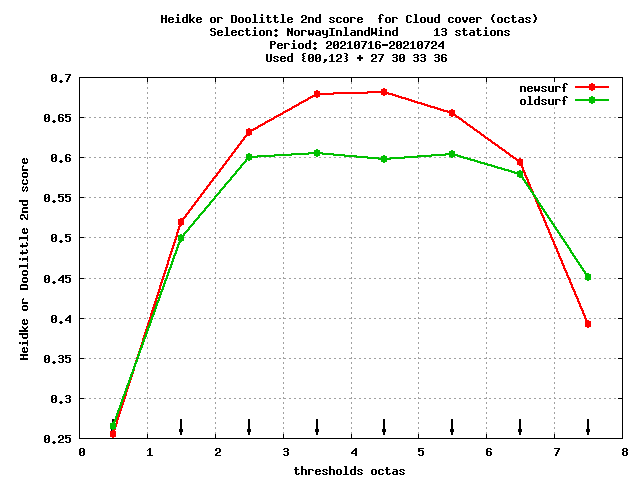 Heidke or Doolittle 2nd score  for Cloud cover (octas)
Selection: NorwayInlandWind     13 stations
Period: 20210716-20210724
Used {00,12} + 27 30 33 36
newsurf
oldsurf
Heidke or Doolittle 2nd score
0.7
0.65
0.6
0.55
0.5
0.45
0.4
0.35
0.3
0.25
0 1 2 3 4 5 6 7 8
thresholds octas